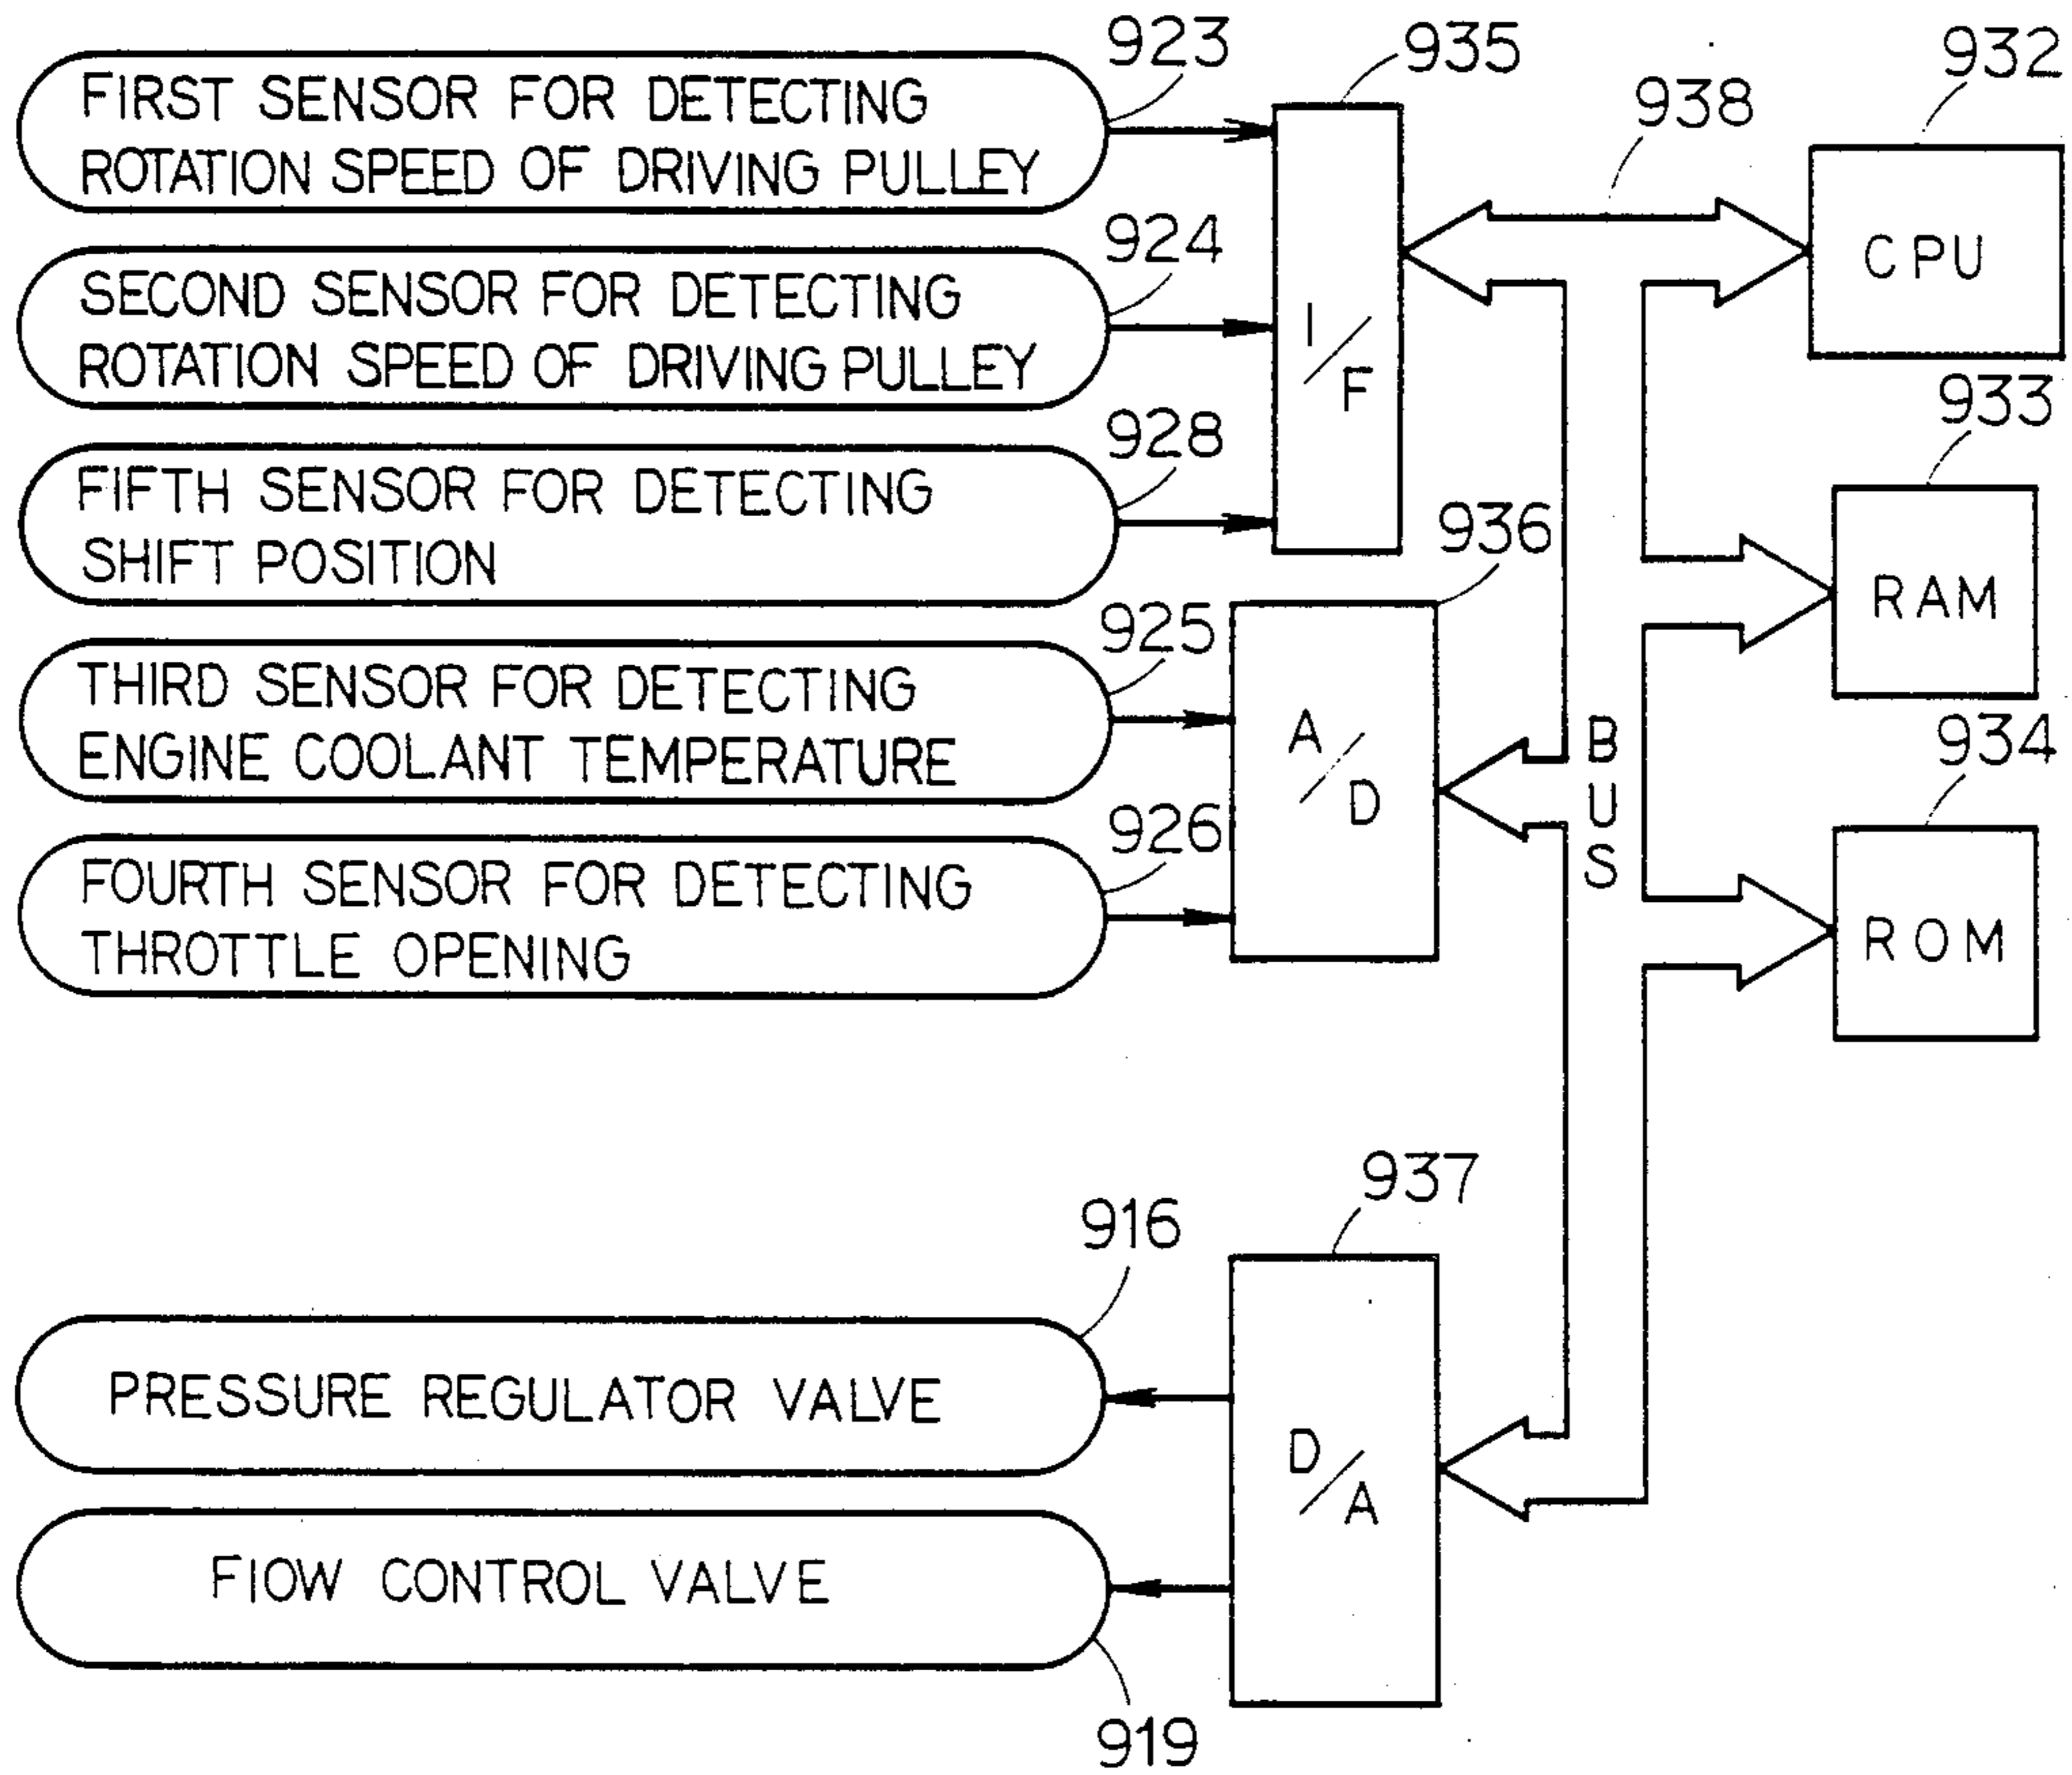 923
935
932
938
FIRST SENSOR FOR DETECTING
ROTATION SPEED OF DRIVING PULLEY
924
CPU
SECOND SENSOR FOR DETECTING
ROTATION SPEED OF DRIVING PULLEY
I/F
933
928
FIFTH SENSOR FOR DETECTING
SHIFT POSITION
936
RAM
925
THIRD SENSOR FOR DETECTING
ENGINE COOLANT TEMPERATURE
A/D
BUS
934
926
FOURTH SENSOR FOR DETECTING
THROTTLE OPENING
ROM
937
916
PRESSURE REGULATOR VALVE
D/A
FlOW CONTROL VALVE
919